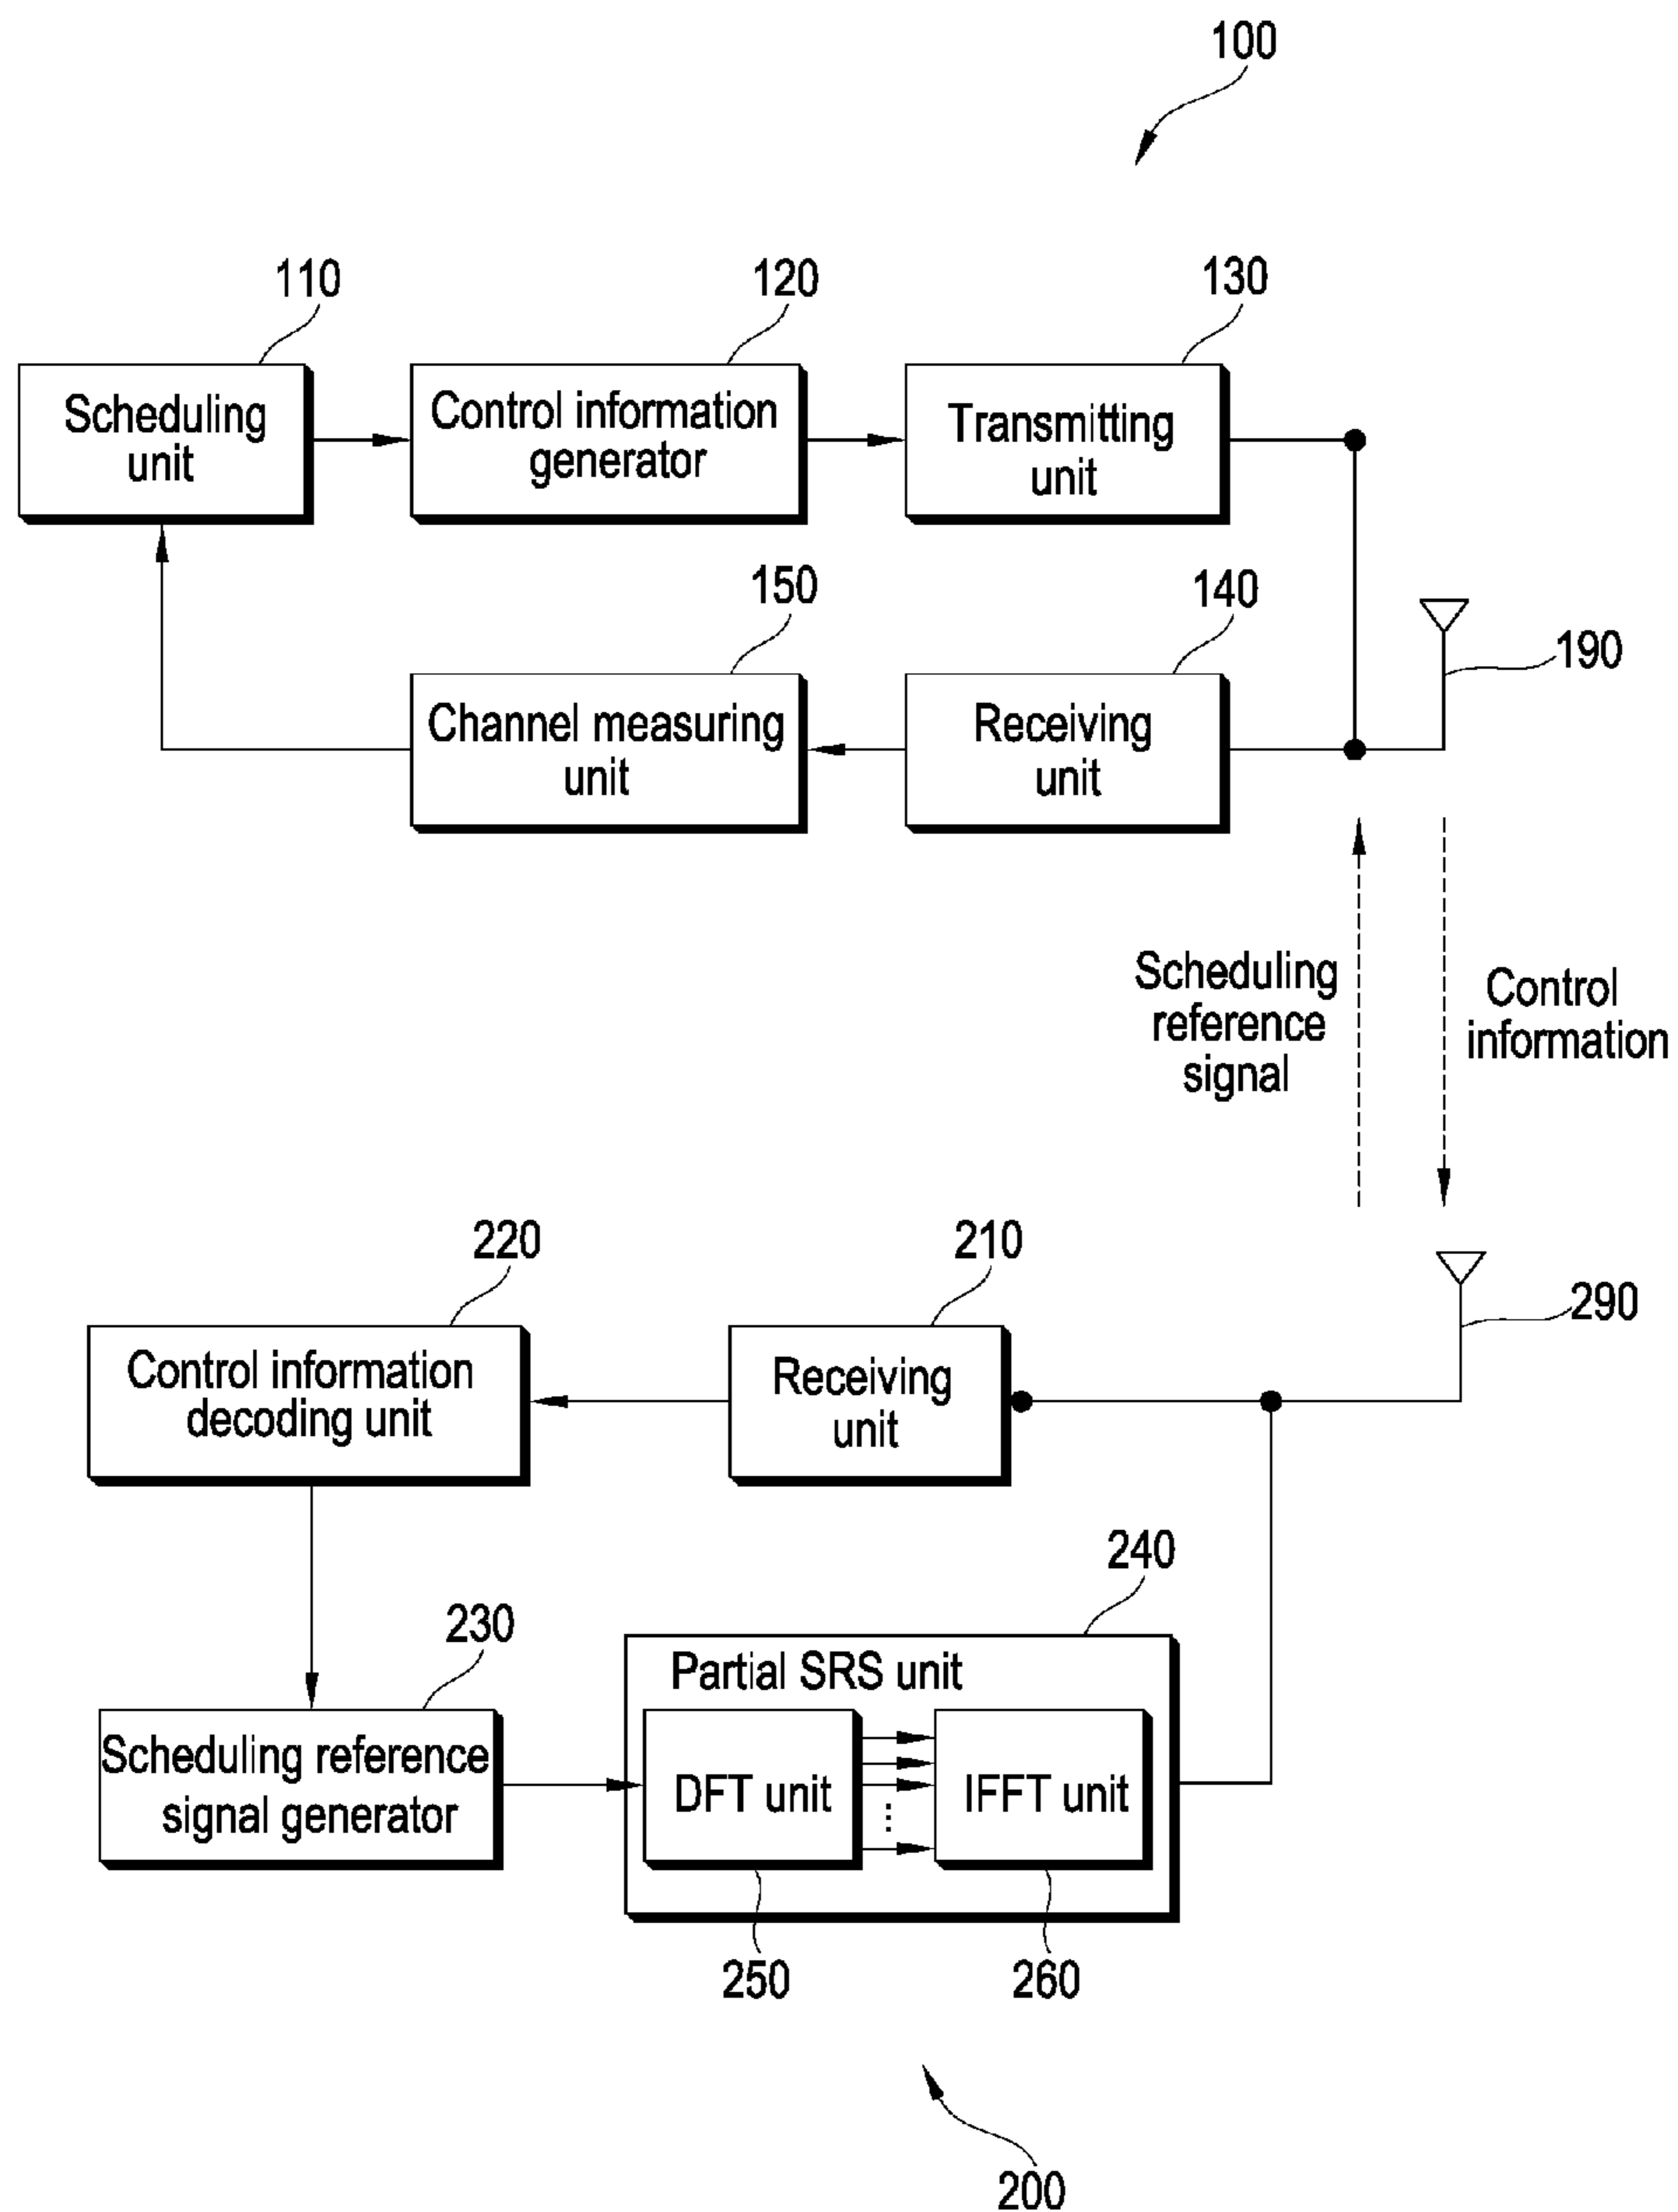 100
110
120
130
Scheduling
unit
Control information
generator
Transmitting
unit
150
140
190
Channel measuring
unit
Receiving
unit
Scheduling
reference
signal
Control
information
220
210
290
Control information
decoding unit
Receiving
unit
240
230
Partial SRS unit
Scheduling reference
signal generator
DFT unit
IFFT unit
250
260
200